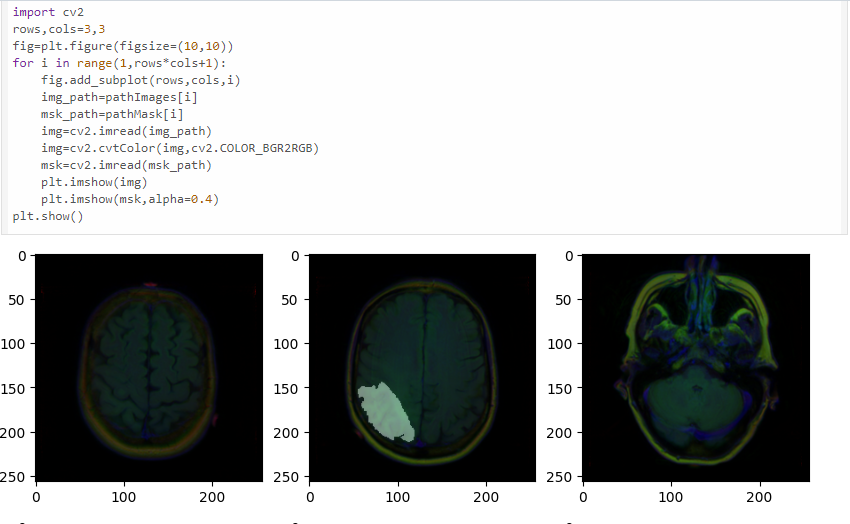 import cv2
rows,cols=3,3
fig=plt.figure(figsize=(10,10))
for i in range(1,rows*cols+1):
    fig.add_subplot(rows,cols,i)
    img_path=pathImages[i]
    msk_path=pathMask[i]
    img=cv2.imread(img_path)
    img=cv2.cvtColor(img,cv2.COLOR_BGR2RGB)
    msk=cv2.imread(msk_path)
    plt.imshow(img)
    plt.imshow(msk,alpha=0.4)
plt.show()
0
50
100
150
200
250
0 100 200
0
50
100
150
200
250
0 100 200
0
50
100
150
200
250
0 100 200